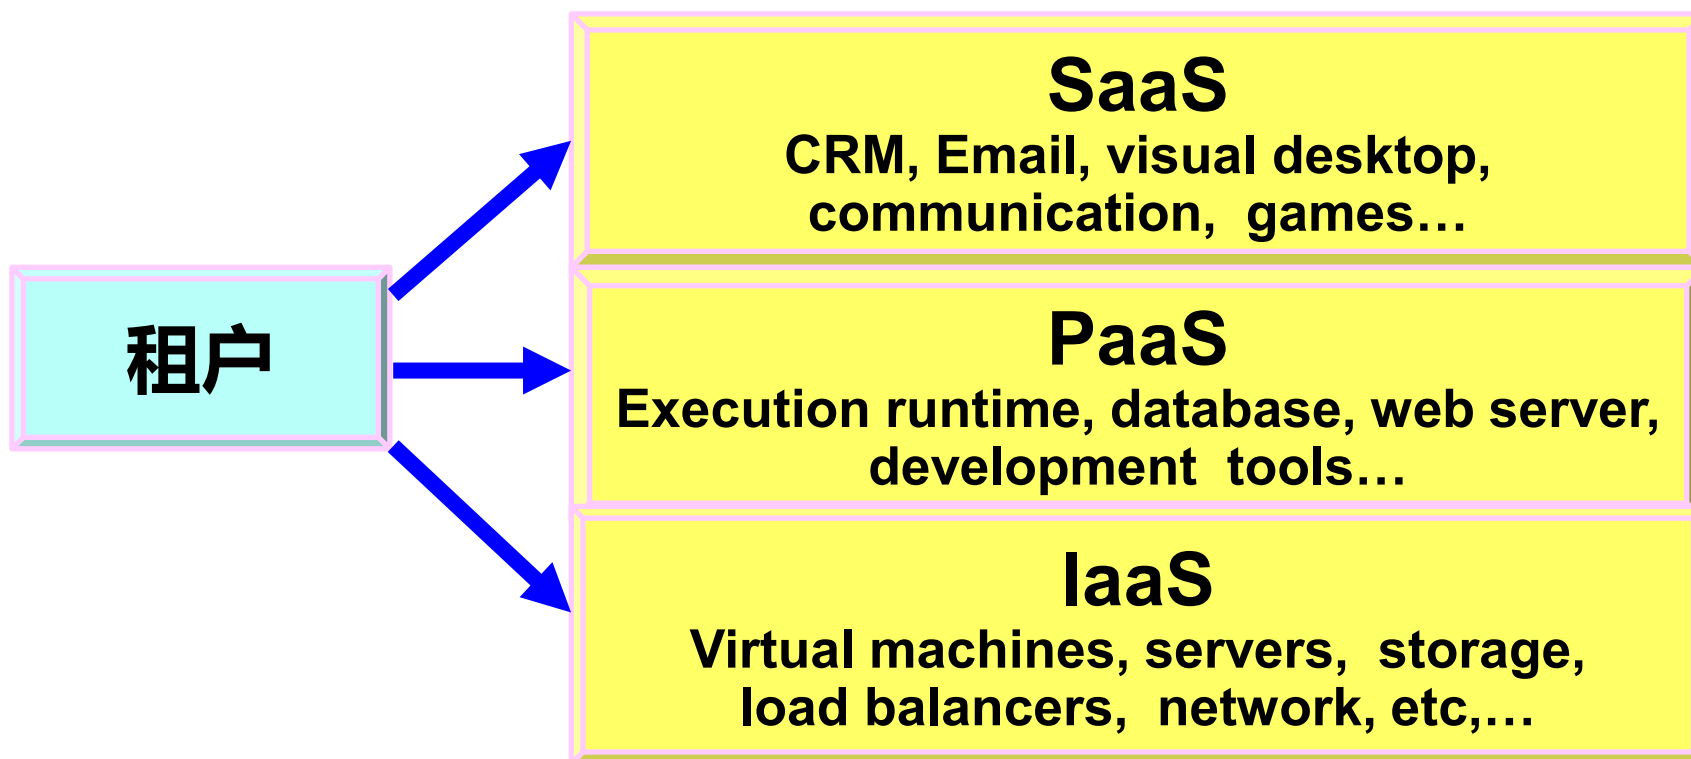 租户
SaaS
CRM, Email, visual desktop,
communication, games…
PaaS
Execution runtime, database, web server,
development tools…
IaaS
Virtual machines, servers, storage,
load balancers, network, etc,…